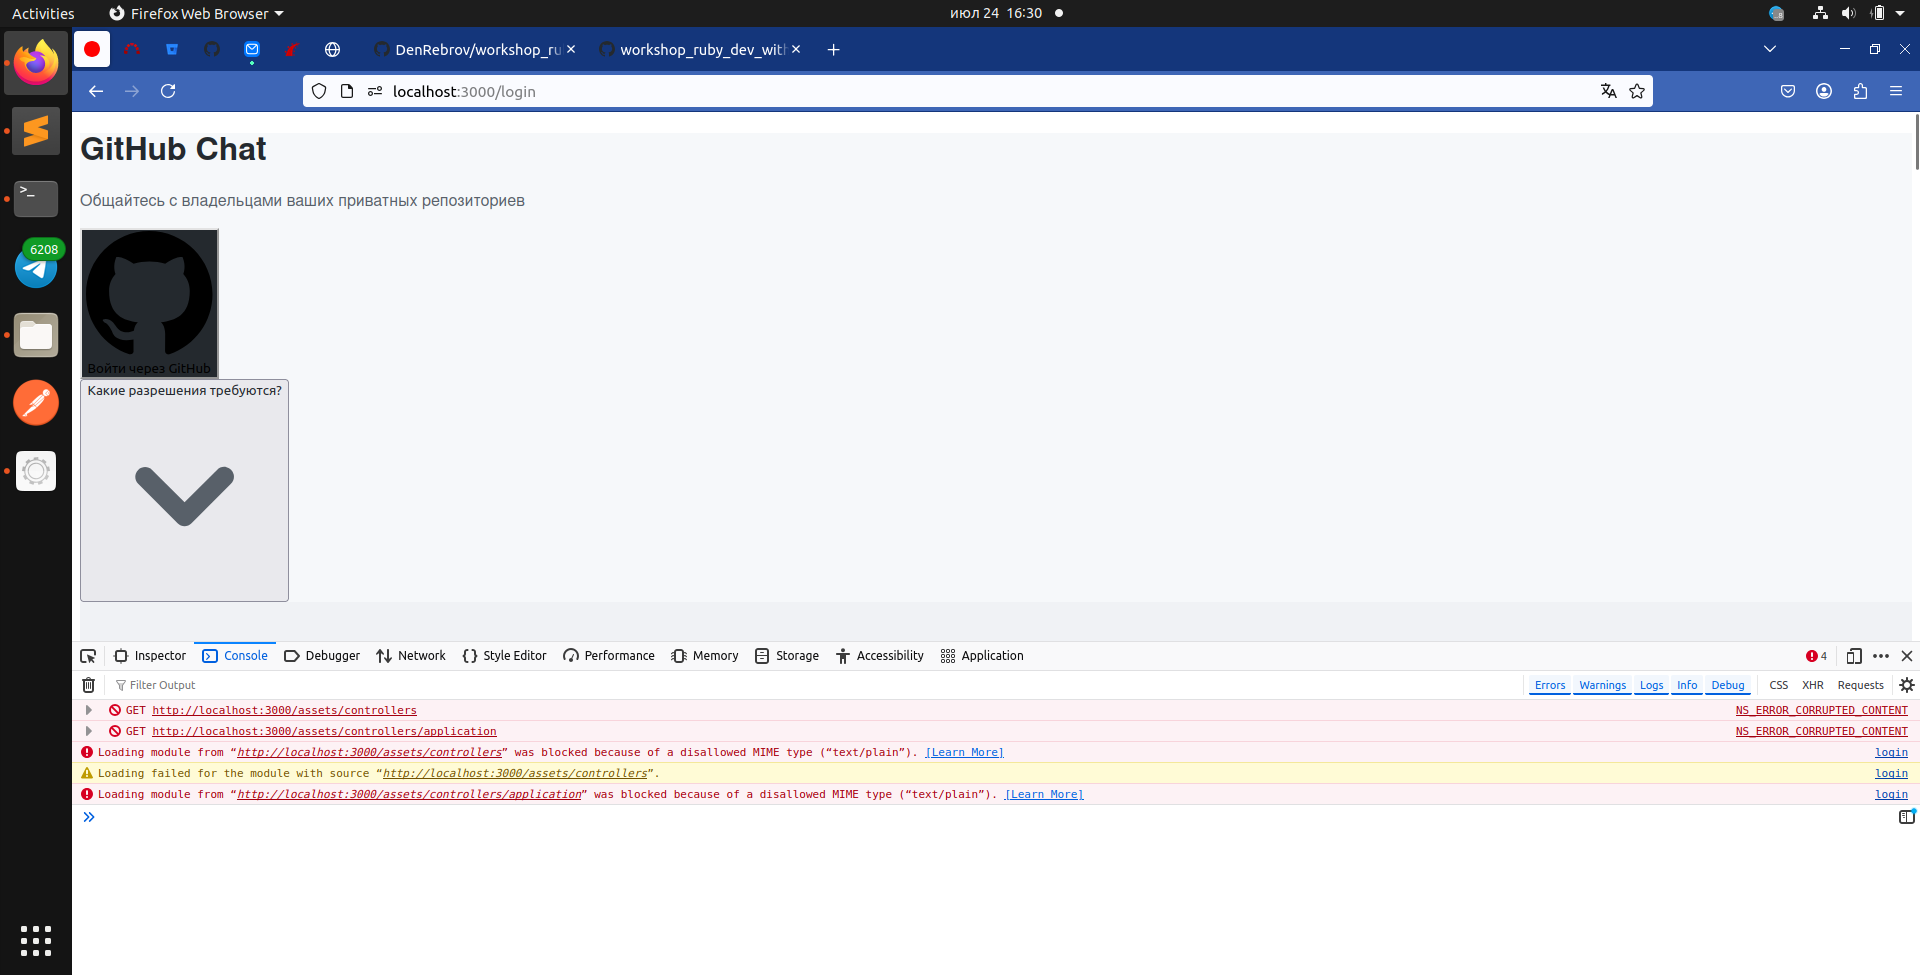 Activities
Firefox Web Browser
июл 24 16:30
DenRebrov/workshop_ru
workshop_ruby_dev_with
localhost:3000/login
6208
GitHub Chat
Общайтесь с владельцами ваших приватных репозиториев
Войти через GitHub
Какие разрешения требуются?
Inspector
Console
Debugger
Network
Style Editor
Performance
Memory
Storage
Accessibility
Application
4
Filter Output
Errors
Warnings
Logs
Info
Debug
CSS
XHR
Requests
GET http://localhost:3000/assets/controllers NS_ERROR_CORRUPTED_CONTENT
GET http://localhost:3000/assets/controllers/application NS_ERROR_CORRUPTED_CONTENT
Loading module from “http://localhost:3000/assets/controllers” was blocked because of a disallowed MIME type (“text/plain”). [Learn More] login
Loading failed for the module with source “http://localhost:3000/assets/controllers”. login
Loading module from “http://localhost:3000/assets/controllers/application” was blocked because of a disallowed MIME type (“text/plain”). [Learn More] login